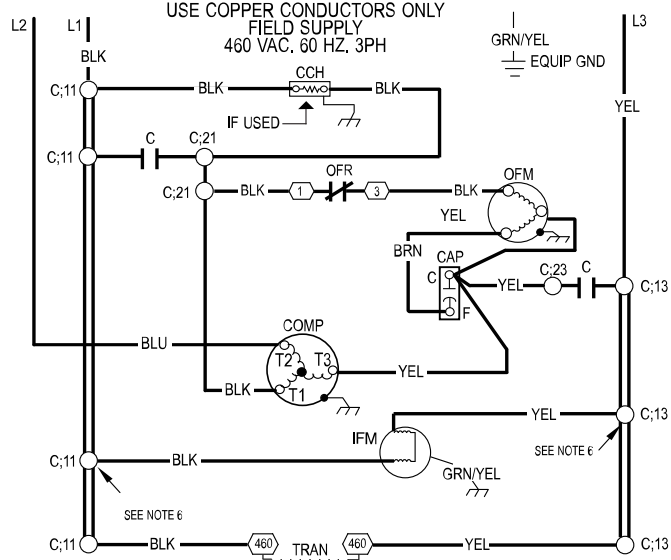 USE COPPER CONDUCTORS ONLY
FIELD SUPPLY
460 VAC, 60 HZ, 3PH
L2
L1
L3
BLK
GRN/YEL
EQUIP GND
CCH
C;11
BLK
BLK
YEL
IF USED
C;11
C
C;21
C;21
BLK
1
OFR
3
BLK
OFM
YEL
BRN
CAP
C
F
YEL
C;23
C
C;13
COMP
BLU
T2
T3
T1
YEL
BLK
YEL
C;13
IFM
SEE NOTE 6
C;11
BLK
GRN/YEL
SEE NOTE 6
C;11
BLK
460
TRAN
460
YEL
C;13